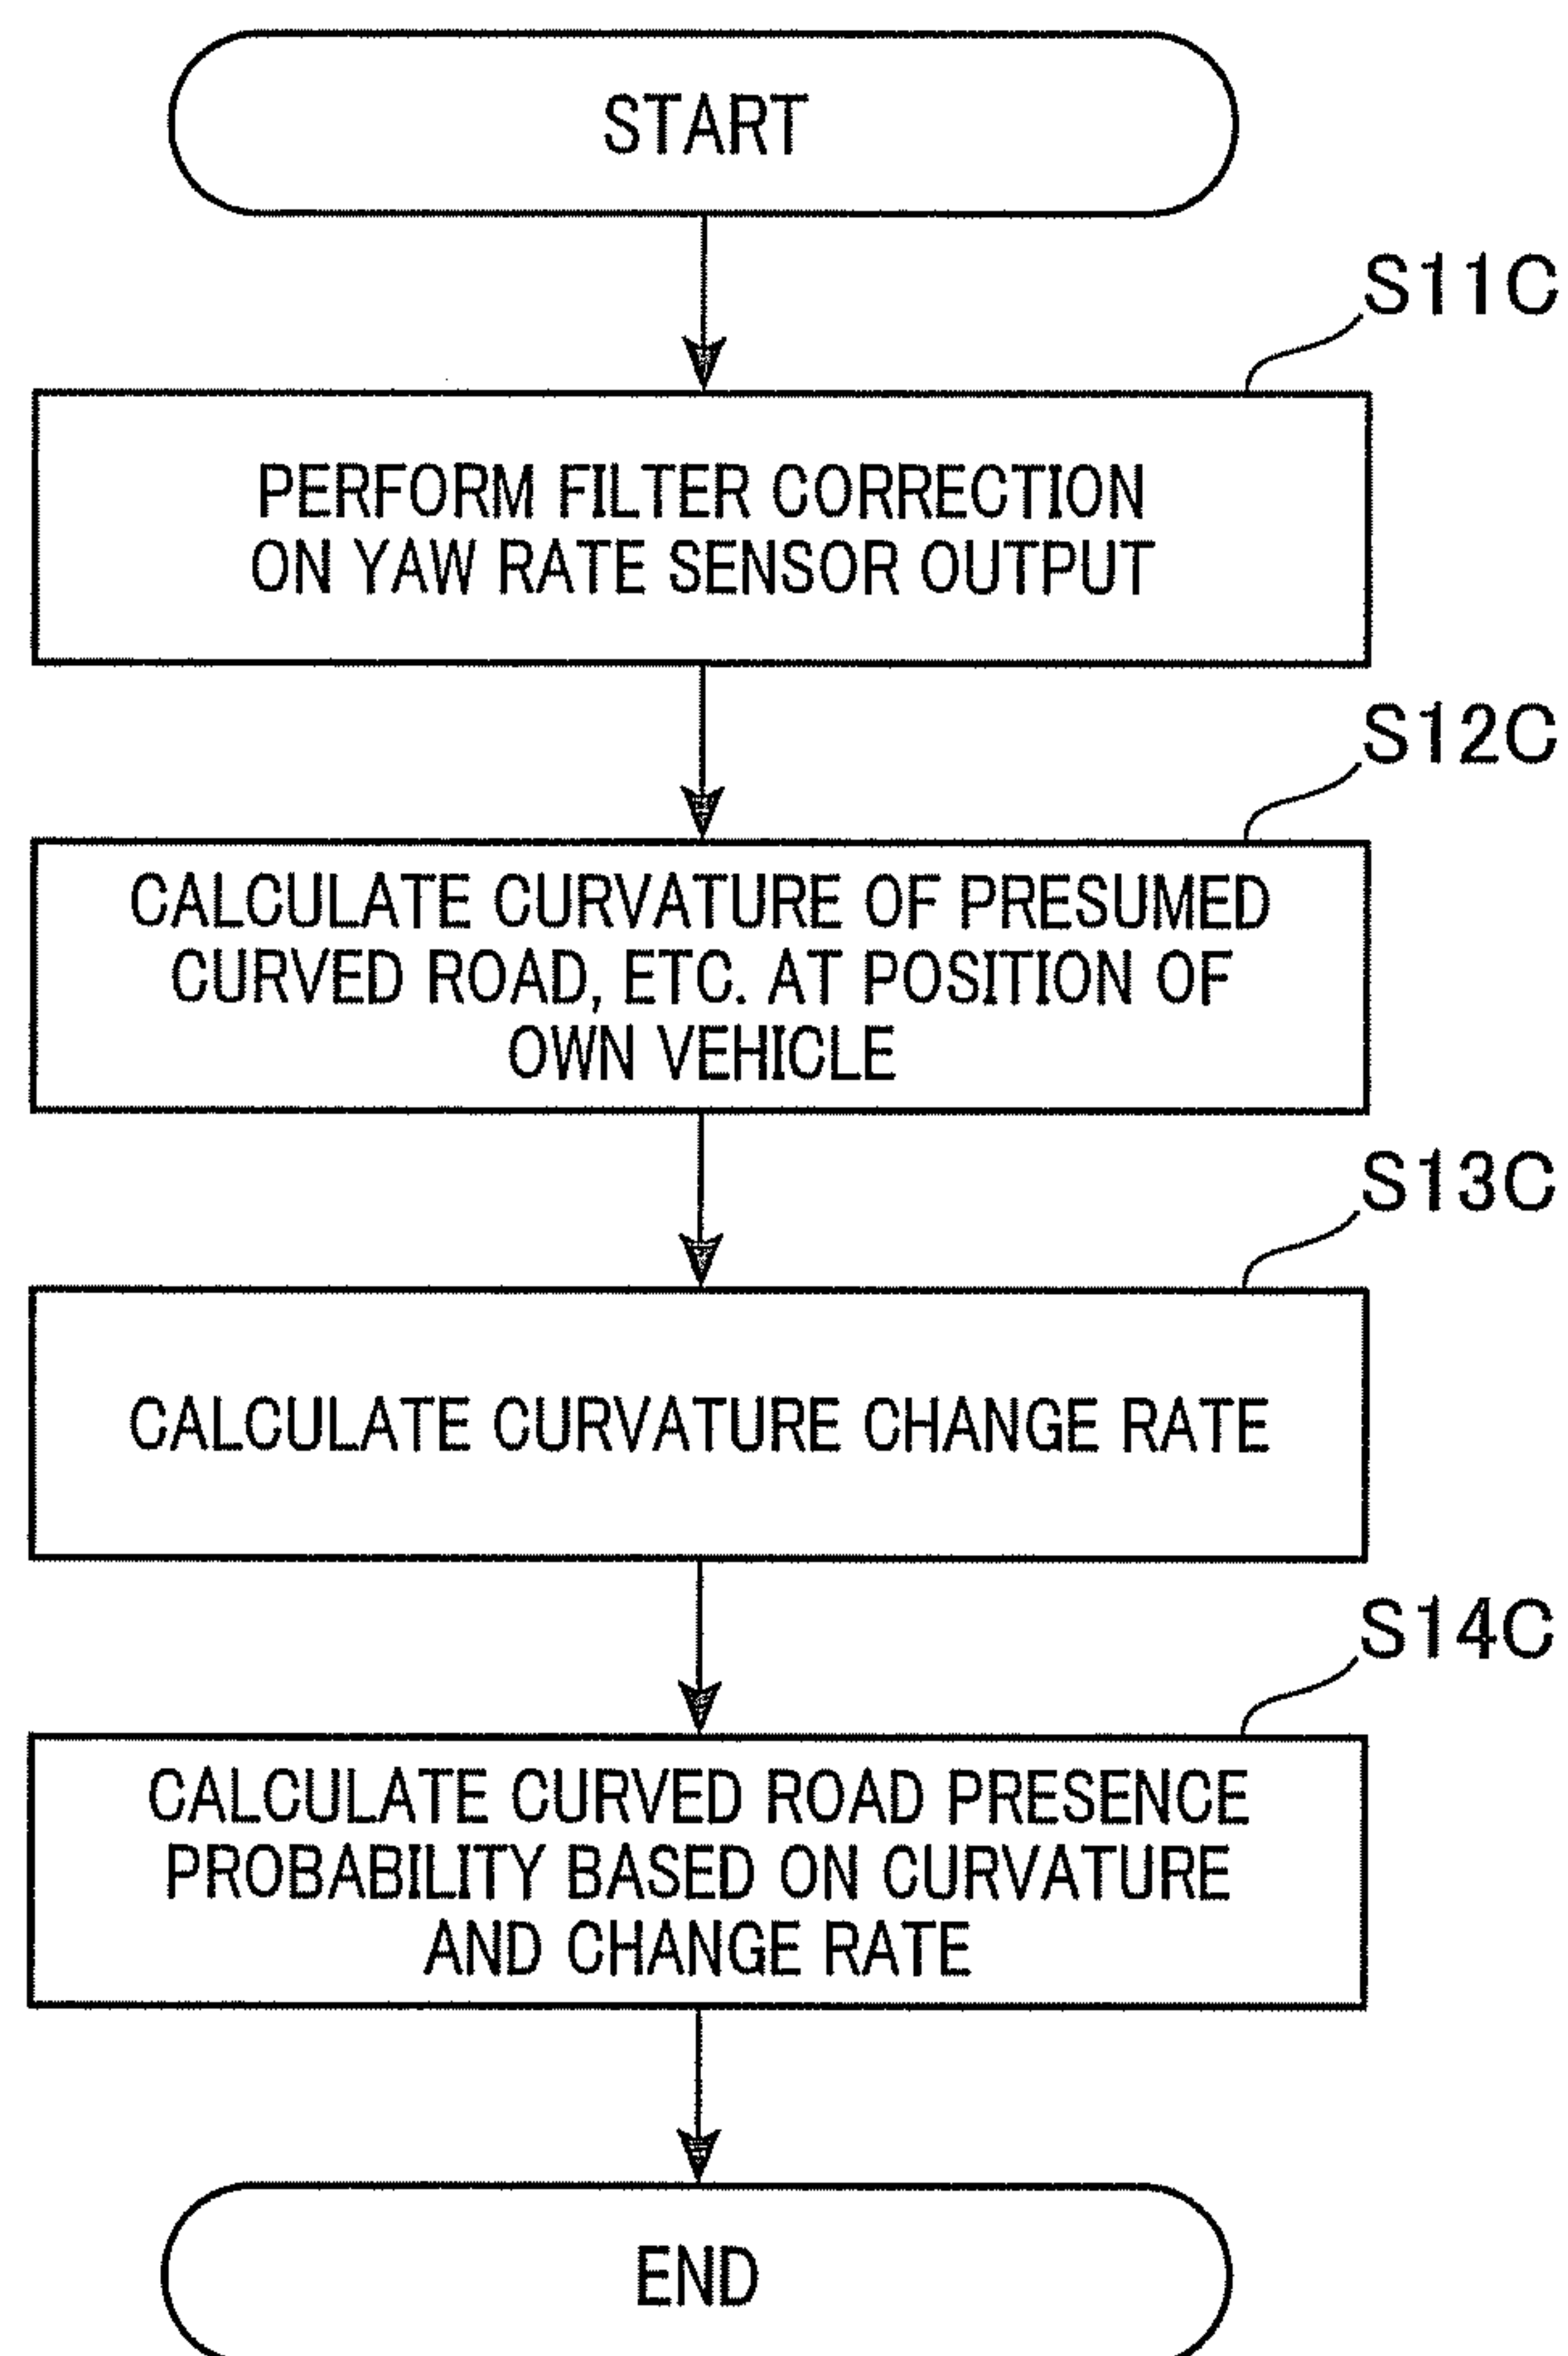 START
S11C
PERFORM FILTER CORRECTION
ON YAW RATE SENSOR OUTPUT
S12C
CALCULATE CURVATURE OF PRESUMED
CURVED ROAD, ETC. AT POSITION OF
OWN VEHICLE
S13C
CALCULATE CURVATURE CHANGE RATE
S14C
CALCULATE CURVED ROAD PRESENCE
PROBABILITY BASED ON CURVATURE
AND CHANGE RATE
END